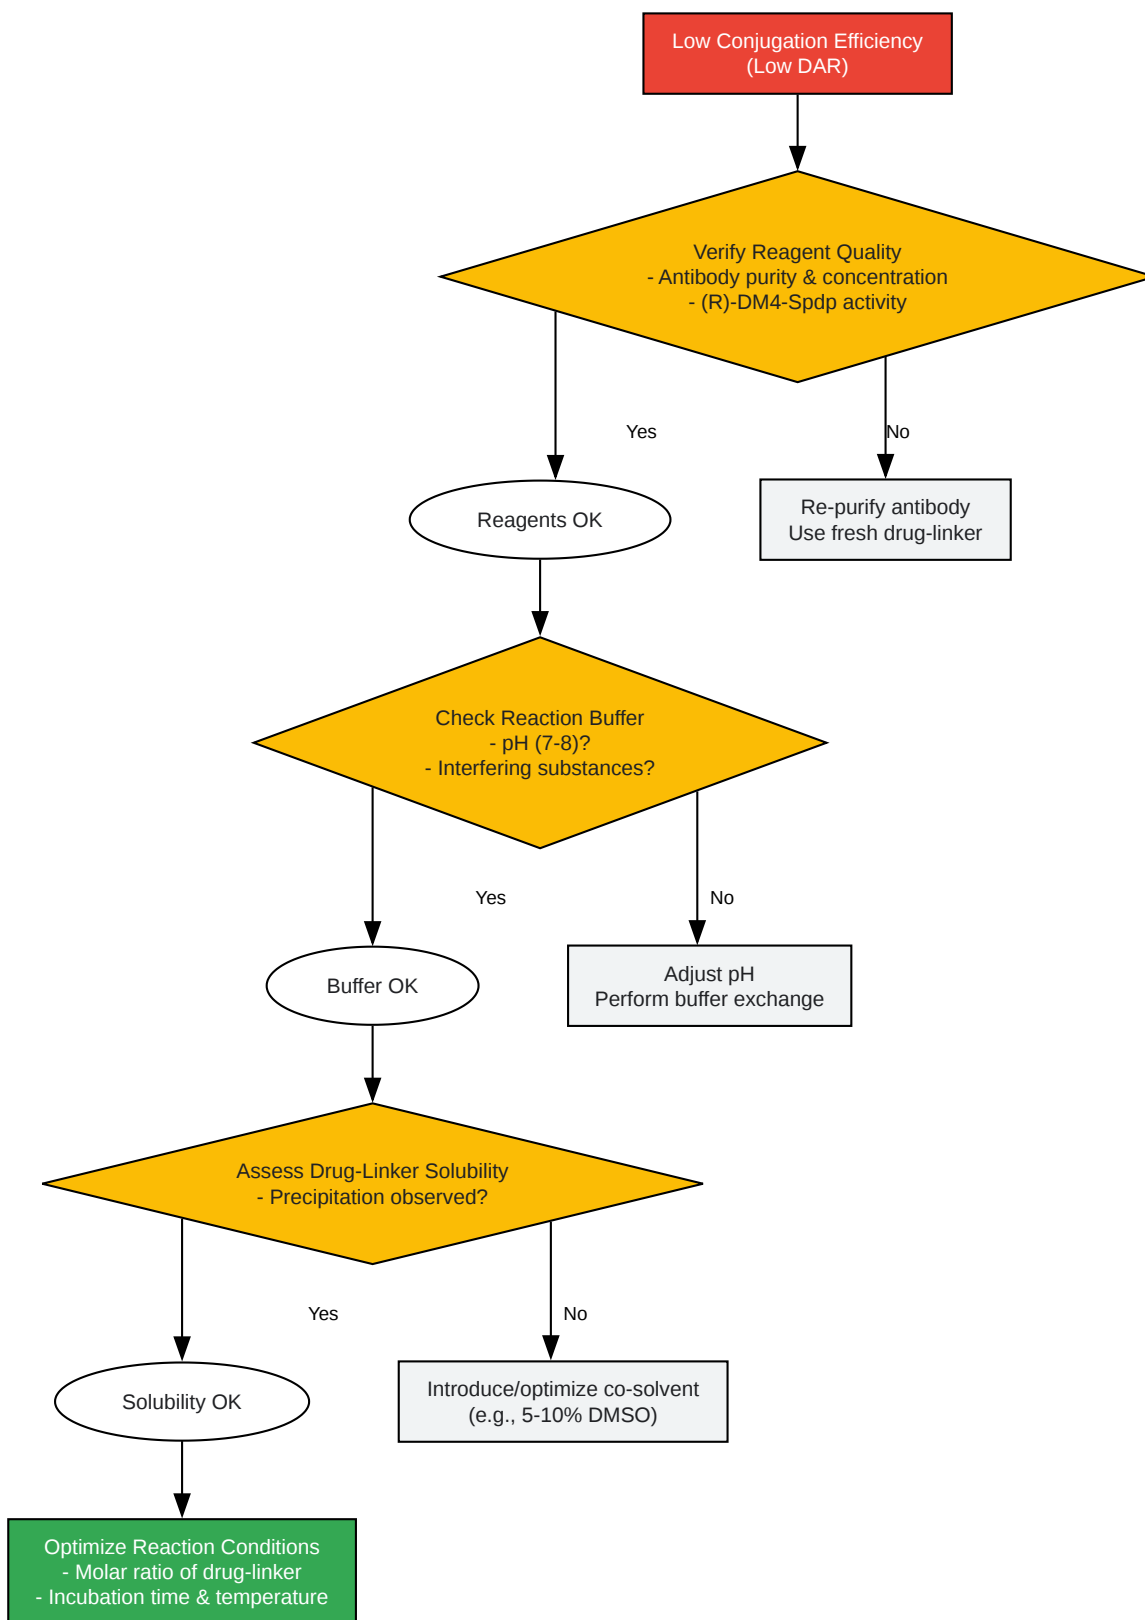 Low Conjugation Efficiency
(Low DAR)
Verify Reagent Quality
- Antibody purity & concentration
- (R)-DM4-Spdp activity
Yes
No
Reagents OK
Re-purify antibody
Use fresh drug-linker
Check Reaction Buffer
- pH (7-8)?
- Interfering substances?
Yes
No
Buffer OK
Adjust pH
Perform buffer exchange
Assess Drug-Linker Solubility
- Precipitation observed?
Yes
No
Solubility OK
Introduce/optimize co-solvent
(e.g., 5-10% DMSO)
Optimize Reaction Conditions
- Molar ratio of drug-linker
- Incubation time & temperature